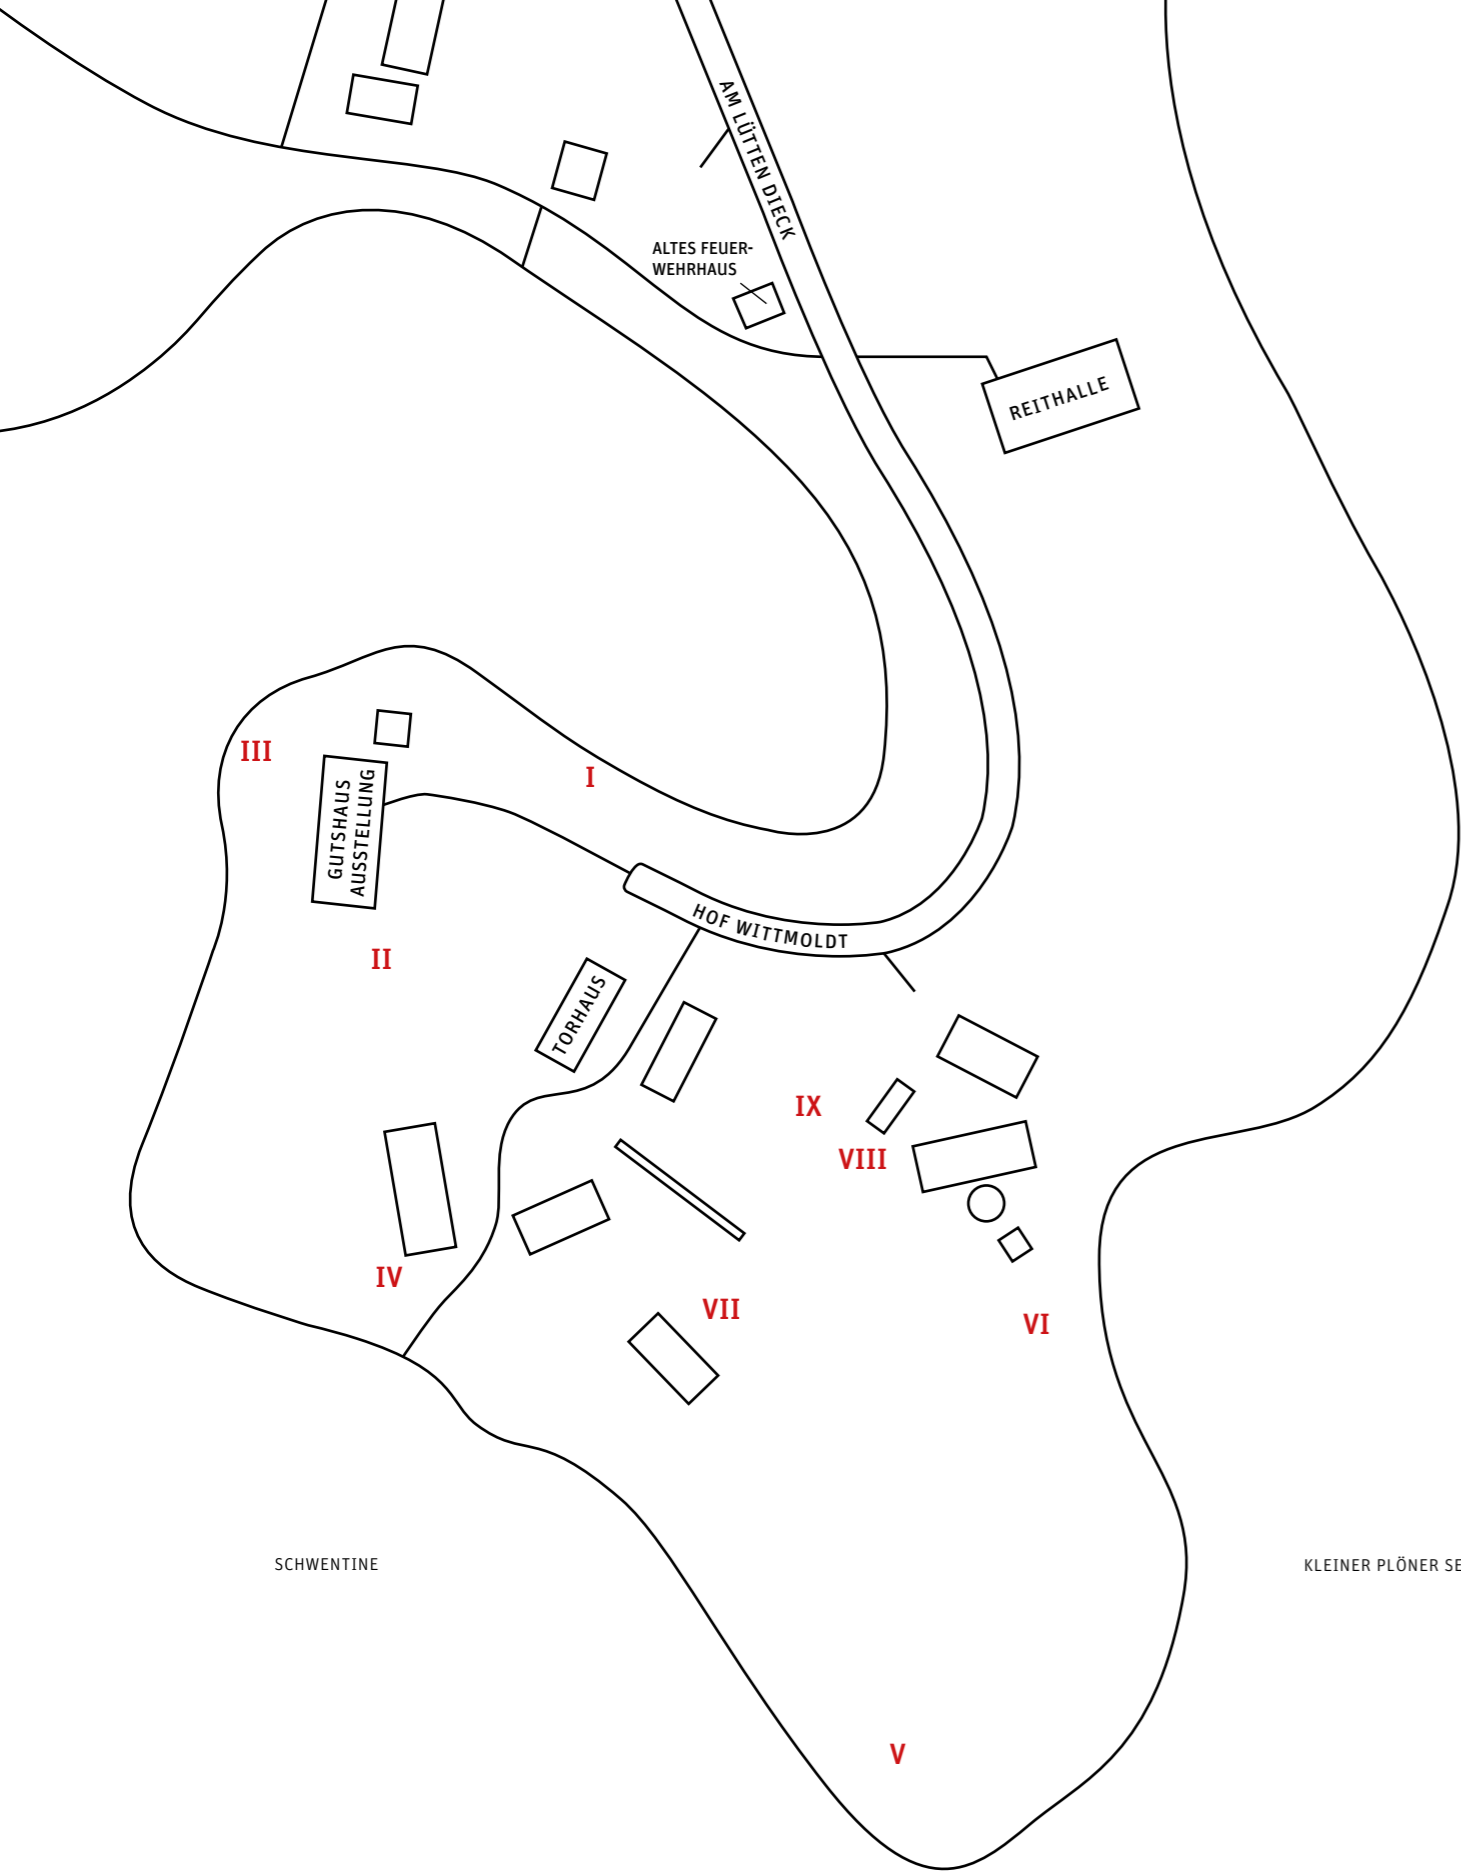 AM LÜTTEN DIECK
ALTES FEUER-
WEHRHAUS
REITHALLE
III
I
GUTSHAUS
AUSSTELLUNG
HOF WITTMOLDT
II
TORHAUS
IX
VIII
IV
VII
VI
SCHWENTINE
KLEINER PLÖNER SE
V